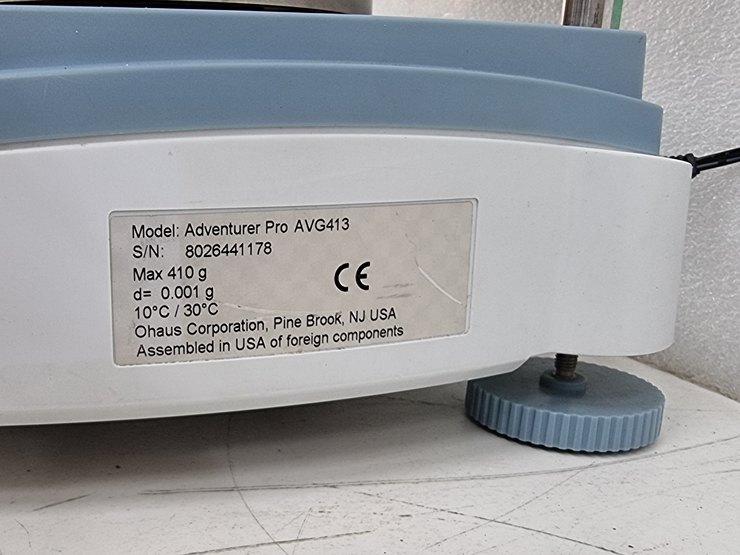 Model: Adventurer Pro AVG413
S/N: 8026441178
Max 410 g
d= 0.001 g
10°C / 30°C
CE
Ohaus Corporation, Pine Brook, NJ USA
Assembled in USA of foreign components